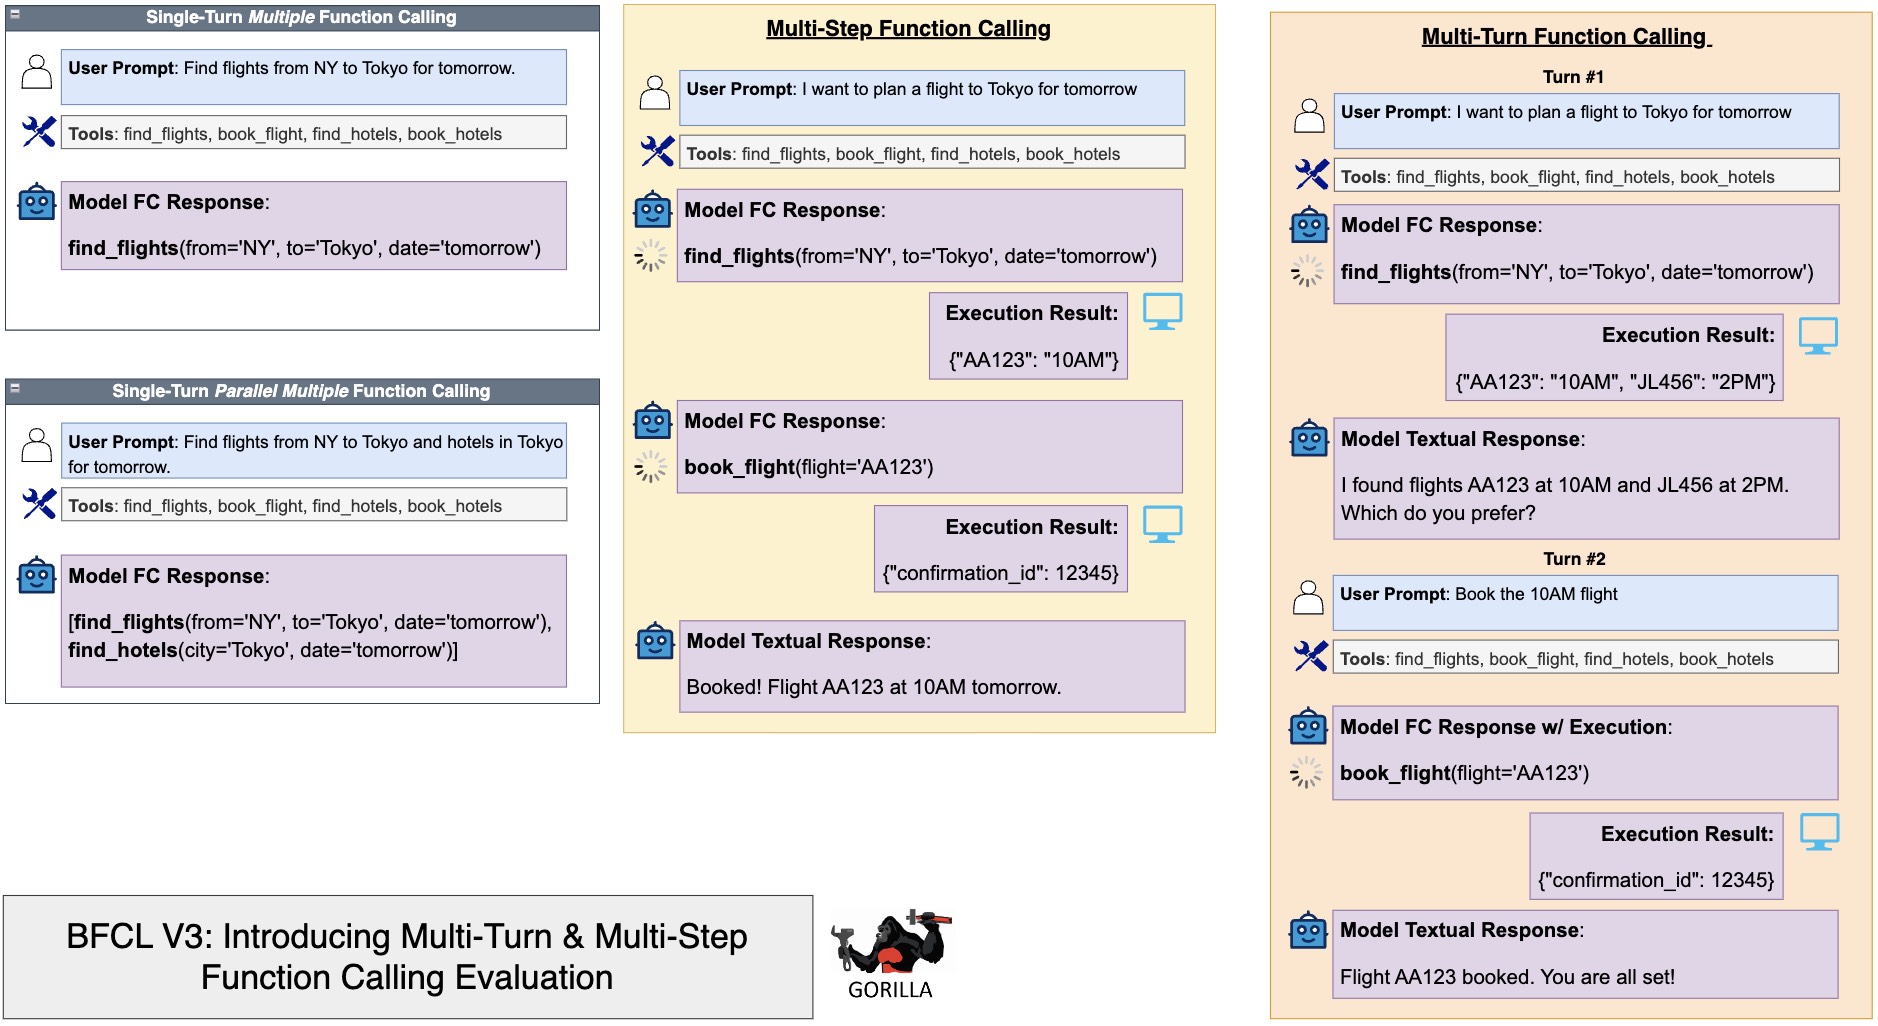 Single-Turn Multiple Function Calling
User Prompt: Find flights from NY to Tokyo for tomorrow.
Tools: find_flights, book_flight, find_hotels, book_hotels
Model FC Response:
find_flights(from='NY', to='Tokyo', date='tomorrow')
Single-Turn Parallel Multiple Function Calling
User Prompt: Find flights from NY to Tokyo and hotels in Tokyo
for tomorrow.
Tools: find_flights, book_flight, find_hotels, book_hotels
Model FC Response:
[find_flights(from='NY', to='Tokyo', date='tomorrow'),
find_hotels(city='Tokyo', date='tomorrow')]
Multi-Step Function Calling
User Prompt: I want to plan a flight to Tokyo for tomorrow
Tools: find_flights, book_flight, find_hotels, book_hotels
Model FC Response:
find_flights(from='NY', to='Tokyo', date='tomorrow')
Execution Result:
{"AA123": "10AM"}
Model FC Response:
book_flight(flight='AA123')
Execution Result:
{"confirmation_id": 12345}
Model Textual Response:
Booked! Flight AA123 at 10AM tomorrow.
Multi-Turn Function Calling
Turn #1
User Prompt: I want to plan a flight to Tokyo for tomorrow
Tools: find_flights, book_flight, find_hotels, book_hotels
Model FC Response:
find_flights(from='NY', to='Tokyo', date='tomorrow')
Execution Result:
{"AA123": "10AM", "JL456": "2PM"}
Model Textual Response:
I found flights AA123 at 10AM and JL456 at 2PM.
Which do you prefer?
Turn #2
User Prompt: Book the 10AM flight
Tools: find_flights, book_flight, find_hotels, book_hotels
Model FC Response w/ Execution:
book_flight(flight='AA123')
Execution Result:
{"confirmation_id": 12345}
Model Textual Response:
Flight AA123 booked. You are all set!
BFCL V3: Introducing Multi-Turn & Multi-Step
Function Calling Evaluation
GORILLA